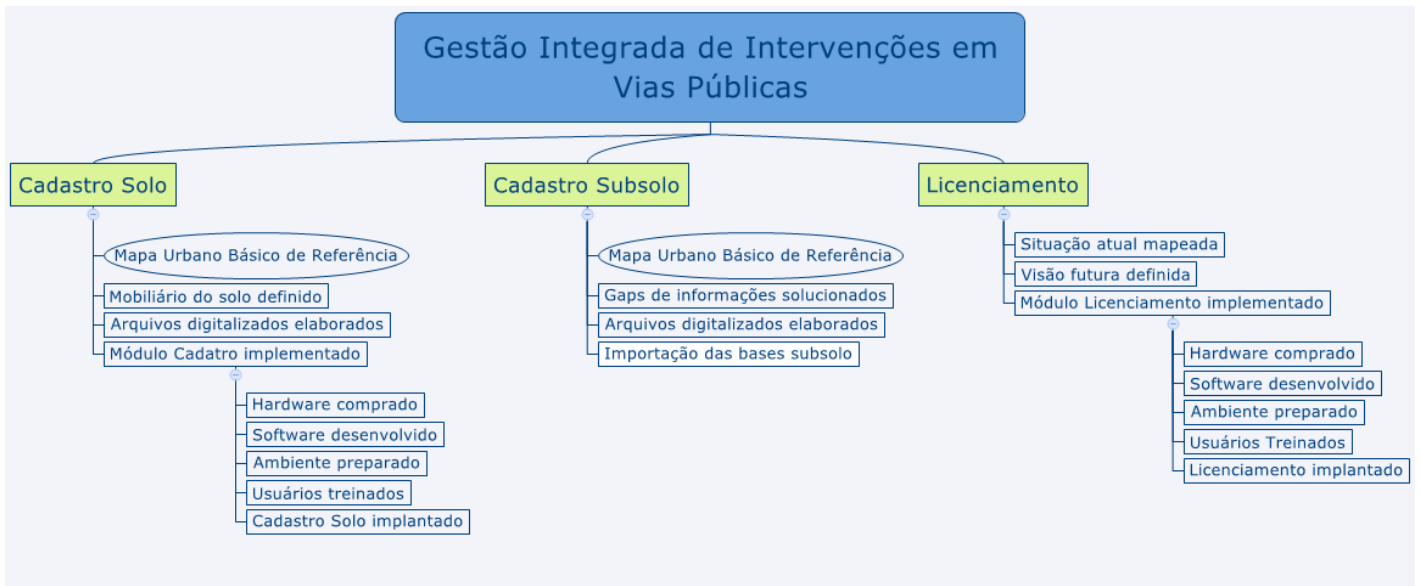 Gestão Integrada de Intervenções em
Vias Públicas
Cadastro Solo
Mapa Urbano Básico de Referência
Mobiliário do solo definido
Arquivos digitalizados elaborados
Módulo Cadatro implementado
Hardware comprado
Software desenvolvido
Ambiente preparado
Usuários treinados
Cadastro Solo implantado
Cadastro Subsolo
Mapa Urbano Básico de Referência
Gaps de informações solucionados
Arquivos digitalizados elaborados
Importação das bases subsolo
Licenciamento
Situação atual mapeada
Visão futura definida
Módulo Licenciamento implementado
Hardware comprado
Software desenvolvido
Ambiente preparado
Usuários Treinados
Licenciamento implantado